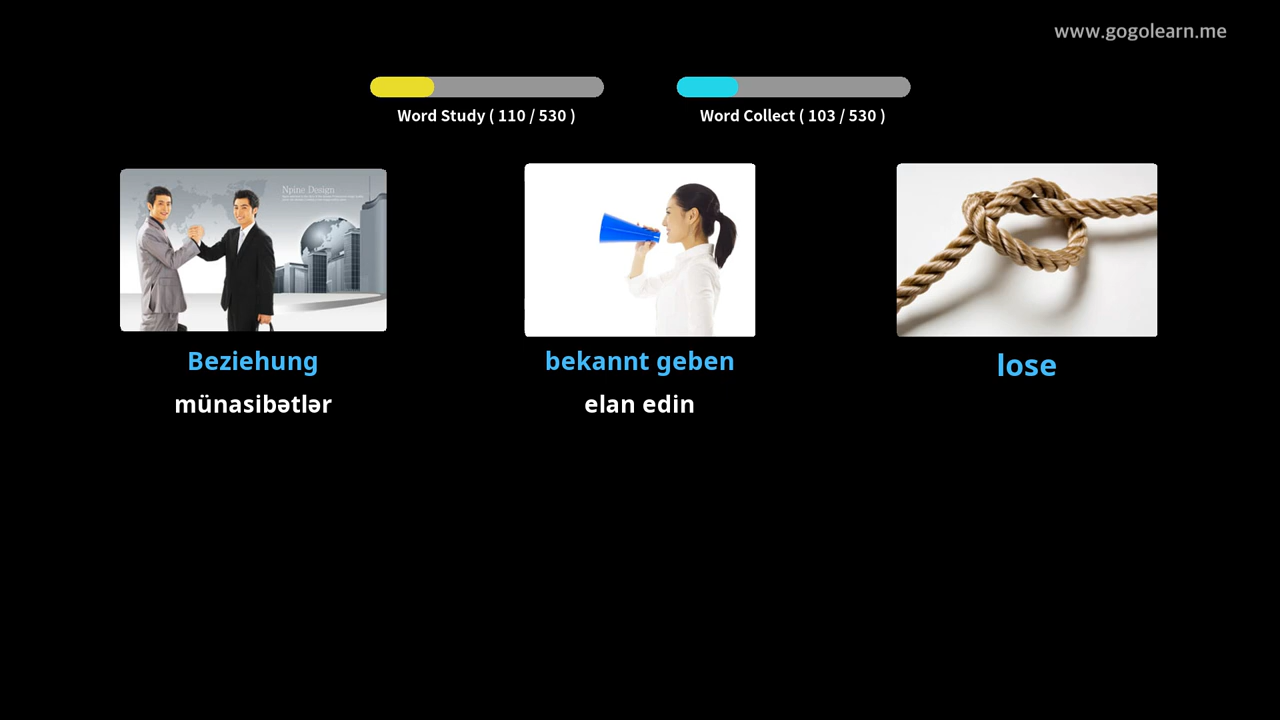 www.gogolearn.me
Word Study ( 110 / 530 )
Word Collect ( 103 / 530 )
Npine Design
Beziehung
bekannt geben
lose
münasibətlər
elan edin